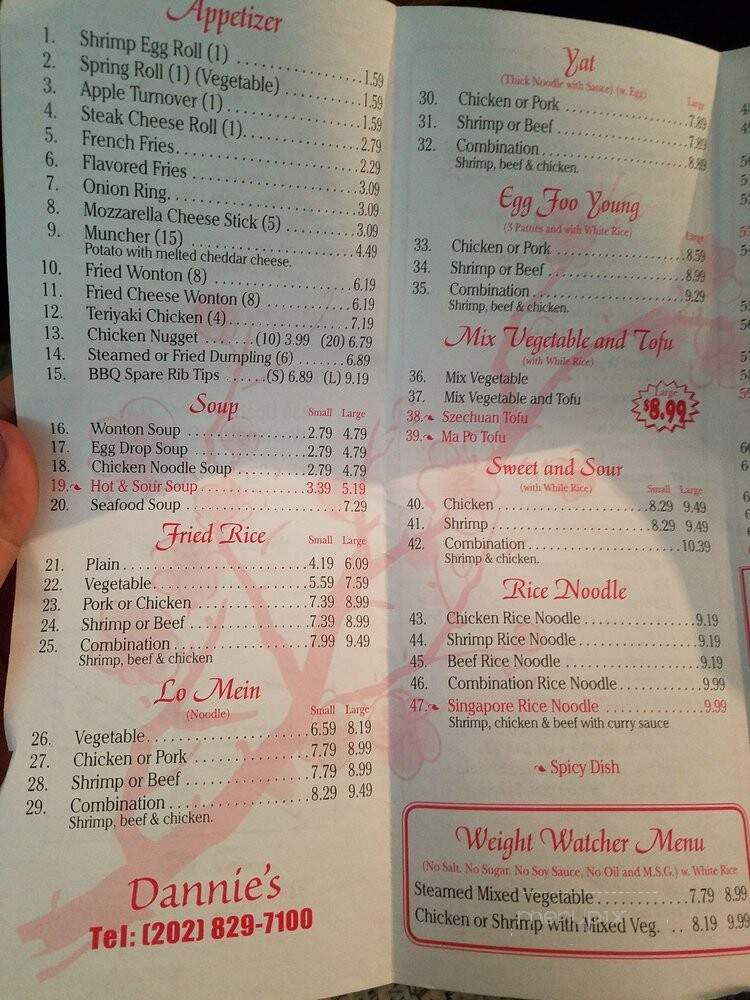 Appetizer
1. Shrimp Egg Roll (1) 1.59
2. Spring Roll (1) (Vegetable) 1.59
3. Apple Turnover (1) 1.59
4. Steak Cheese Roll (1) 2.79
5. French Fries 2.29
6. Flavored Fries 3.09
7. Onion Ring 3.09
8. Mozzarella Cheese Stick (5) 3.09
9. Muncher (15) 4.49
Potato with melted cheddar cheese.
10. Fried Wonton (8) 6.19
11. Fried Cheese Wonton (8) 6.19
12. Teriyaki Chicken (4) 7.19
13. Chicken Nugget (10) 3.99 (20) 6.79
14. Steamed or Fried Dumpling (6) 6.89
15. BBQ Spare Rib Tips (S) 6.89 (L) 9.19
Soup Small Large
16. Wonton Soup 2.79 4.79
17. Egg Drop Soup 2.79 4.79
18. Chicken Noodle Soup 2.79 4.79
19. Hot & Sour Soup 3.39 5.19
20. Seafood Soup 7.29
Fried Rice Small Large
21. Plain 4.19 6.09
22. Vegetable 5.59 7.59
23. Pork or Chicken 7.39 8.99
24. Shrimp or Beef 7.39 8.99
25. Combination 7.99 9.49
Shrimp, beef & chicken
Lo Mein
(Noodle) Small Large
26. Vegetable 6.59 8.19
27. Chicken or Pork 7.79 8.99
28. Shrimp or Beef 7.79 8.99
29. Combination 8.29 9.49
Shrimp, beef & chicken.
Dannie's
Tel: (202) 829-7100
Yat
(Thick Noodle with Sauce) (w. Egg) Large
30. Chicken or Pork 7.89
31. Shrimp or Beef 7.89
32. Combination 8.89
Shrimp, beef & chicken.
Egg Foo Young
(3 Patties and with White Rice) Large
33. Chicken or Pork 8.59
34. Shrimp or Beef 8.99
35. Combination 9.29
Shrimp, beef & chicken.
Mix Vegetable and Tofu
(with While Rice)
36. Mix Vegetable
37. Mix Vegetable and Tofu
38. Szechuan Tofu
39. Ma Po Tofu
Large
$8.99
Sweet and Sour
(with While Rice) Small Large
40. Chicken 8.29 9.49
41. Shrimp 8.29 9.49
42. Combination 10.39
Shrimp & chicken.
Rice Noodle
43. Chicken Rice Noodle 9.19
44. Shrimp Rice Noodle 9.19
45. Beef Rice Noodle 9.19
46. Combination Rice Noodle 9.99
47. Singapore Rice Noodle 9.99
Shrimp, chicken & beef with curry sauce
Spicy Dish
Weight Watcher Menu
(No Salt. No Sugar. No Soy Sauce, No Oil and M.S.G.) w. White Rice
Steamed Mixed Vegetable 7.79 8.99
Chicken or Shrimp with Mixed Veg. 8.19 9.99
menupix